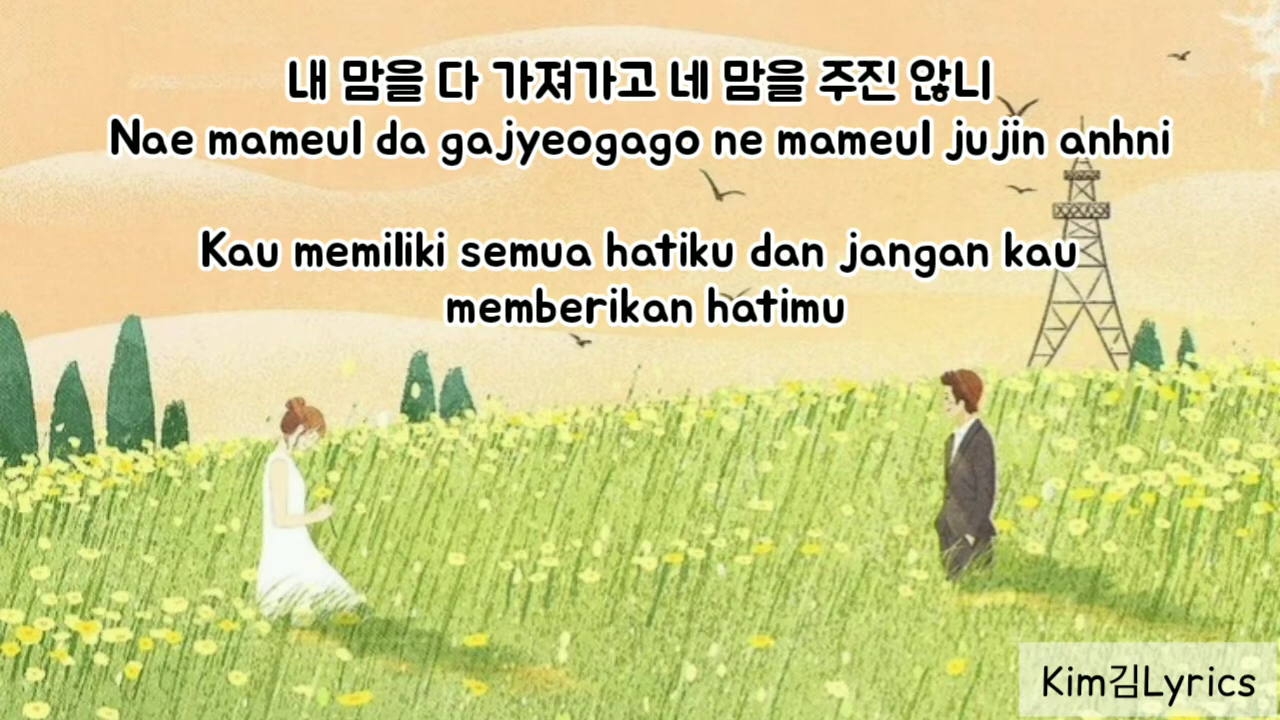 내 맘을 다 가져가고 네 맘을 주진 않니
Nae mameul da gajyeogago ne mameul jujin anhni
Kau memiliki semua hatiku dan jangan kau
memberikan hatimu
Kim김Lyrics